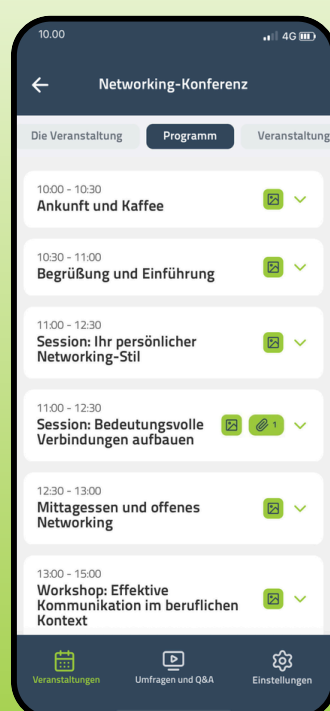 10.00
4G
Networking-Konferenz
Die Veranstaltung
Programm
Veranstaltung
10:00 - 10:30
Ankunft und Kaffee
10:30 - 11:00
Begrüßung und Einführung
11:00 - 12:30
Session: Ihr persönlicher
Networking-Stil
11:00 - 12:30
Session: Bedeutungsvolle
Verbindungen aufbauen
1
12:30 - 13:00
Mittagessen und offenes
Networking
13:00 - 15:00
Workshop: Effektive
Kommunikation im beruflichen
Kontext
Veranstaltungen
Umfragen und Q&A
Einstellungen